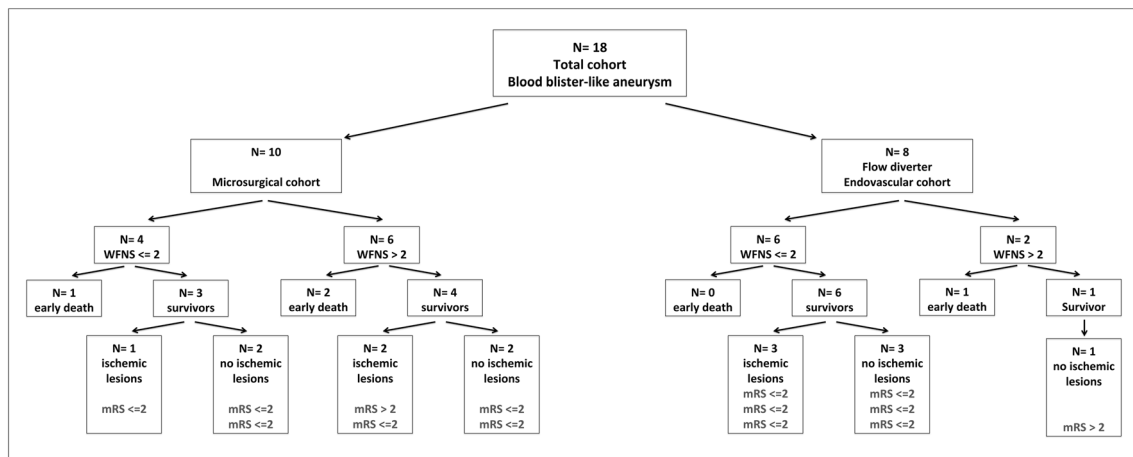 N= 18
Total cohort
Blood blister-like aneurysm
N= 10
Microsurgical cohort
N= 8
Flow diverter
Endovascular cohort
N= 4
WFNS <= 2
N= 6
WFNS > 2
N= 6
WFNS <= 2
N= 2
WFNS > 2
N= 1
early death
N= 3
survivors
N= 2
early death
N= 4
survivors
N= 0
early death
N= 6
survivors
N= 1
early death
N= 1
Survivor
N= 1
ischemic
lesions
mRS <=2
N= 2
no ischemic
lesions
mRS <=2
mRS <=2
N= 2
ischemic
lesions
mRS > 2
mRS <=2
N= 2
no ischemic
lesions
mRS <=2
mRS <=2
N= 3
ischemic
lesions
mRS <=2
mRS <=2
mRS <=2
N= 3
no ischemic
lesions
mRS <=2
mRS <=2
mRS <=2
N= 1
no ischemic
lesions
mRS > 2